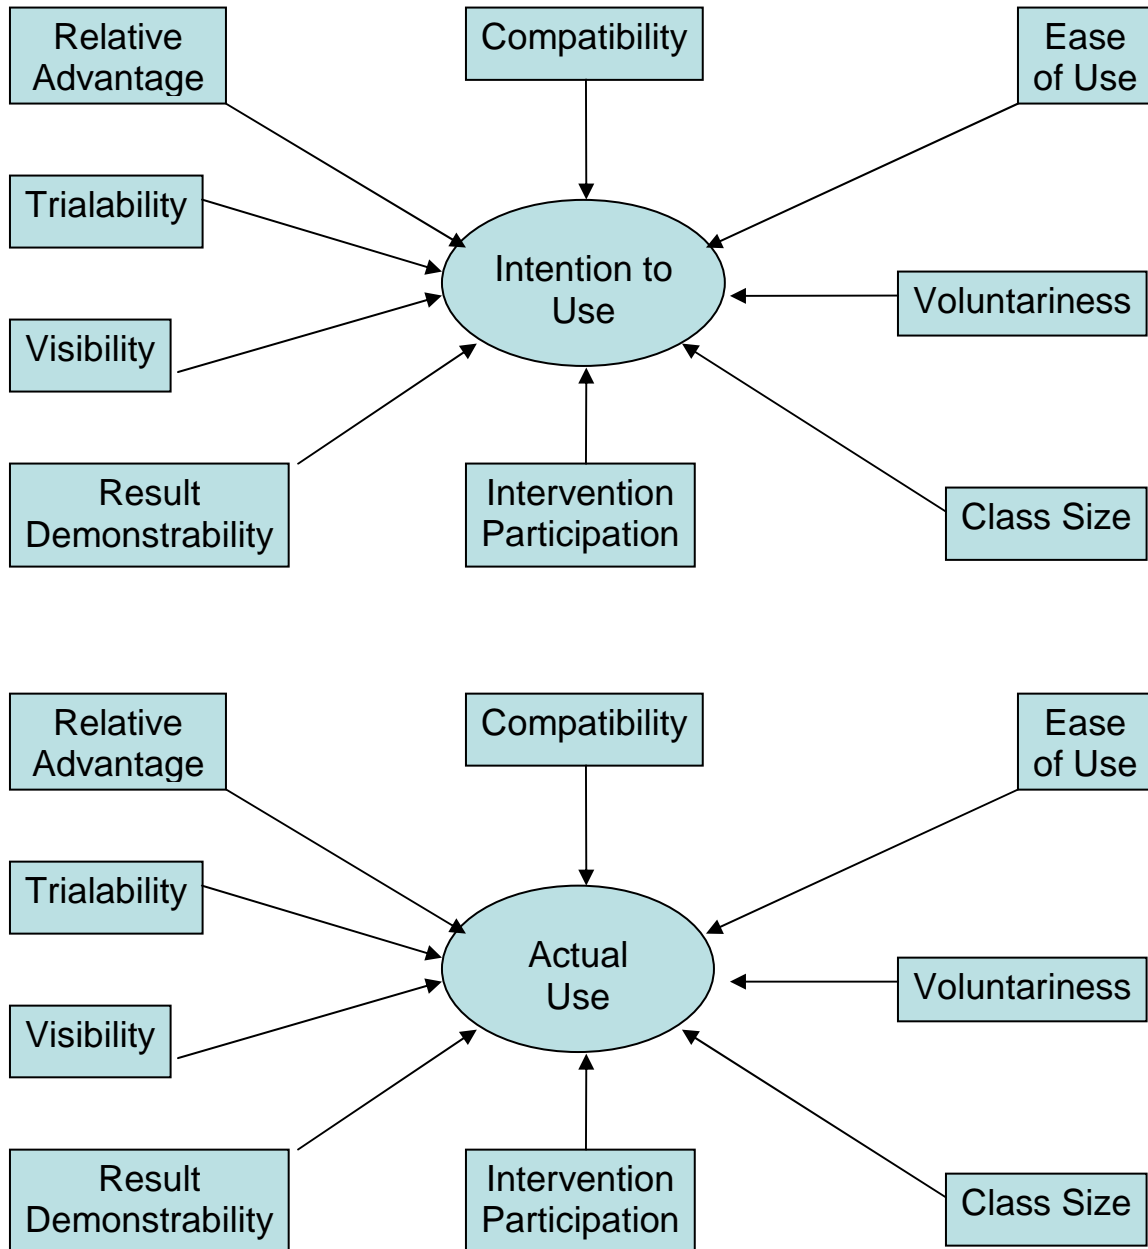 Relative
Advantage
Compatibility
Ease
of Use
Trialability
Intention to
Use
Voluntariness
Visibility
Result
Demonstrability
Intervention
Participation
Class Size
Relative
Advantage
Compatibility
Ease
of Use
Trialability
Actual
Use
Voluntariness
Visibility
Result
Demonstrability
Intervention
Participation
Class Size